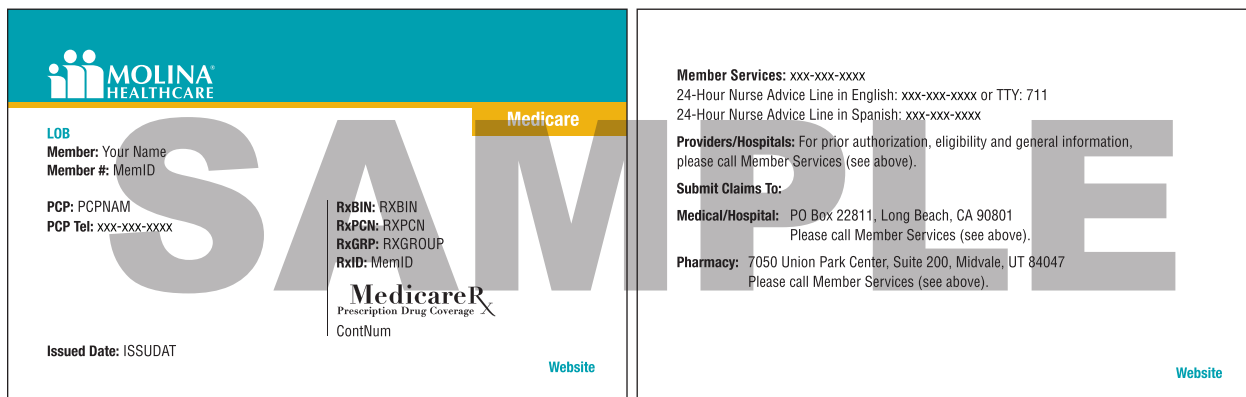 MOLINA®
HEALTHCARE
Medicare
LOB
Member: Your Name
Member #: MemID
PCP: PCPNAM
PCP Tel: xxx-xxx-xxxx
RxBIN: RXBIN
RxPCN: RXPCN
RxGRP: RXGROUP
RxID: MemID
MedicareRx
Prescription Drug Coverage
ContNum
Issued Date: ISSUDAT
Website
Member Services: xxx-xxx-xxxx
24-Hour Nurse Advice Line in English: xxx-xxx-xxxx or TTY: 711
24-Hour Nurse Advice Line in Spanish: xxx-xxx-xxxx
Providers/Hospitals: For prior authorization, eligibility and general information,
please call Member Services (see above).
Submit Claims To:
Medical/Hospital: PO Box 22811, Long Beach, CA 90801
Please call Member Services (see above).
Pharmacy: 7050 Union Park Center, Suite 200, Midvale, UT 84047
Please call Member Services (see above).
Website
SAMPLE